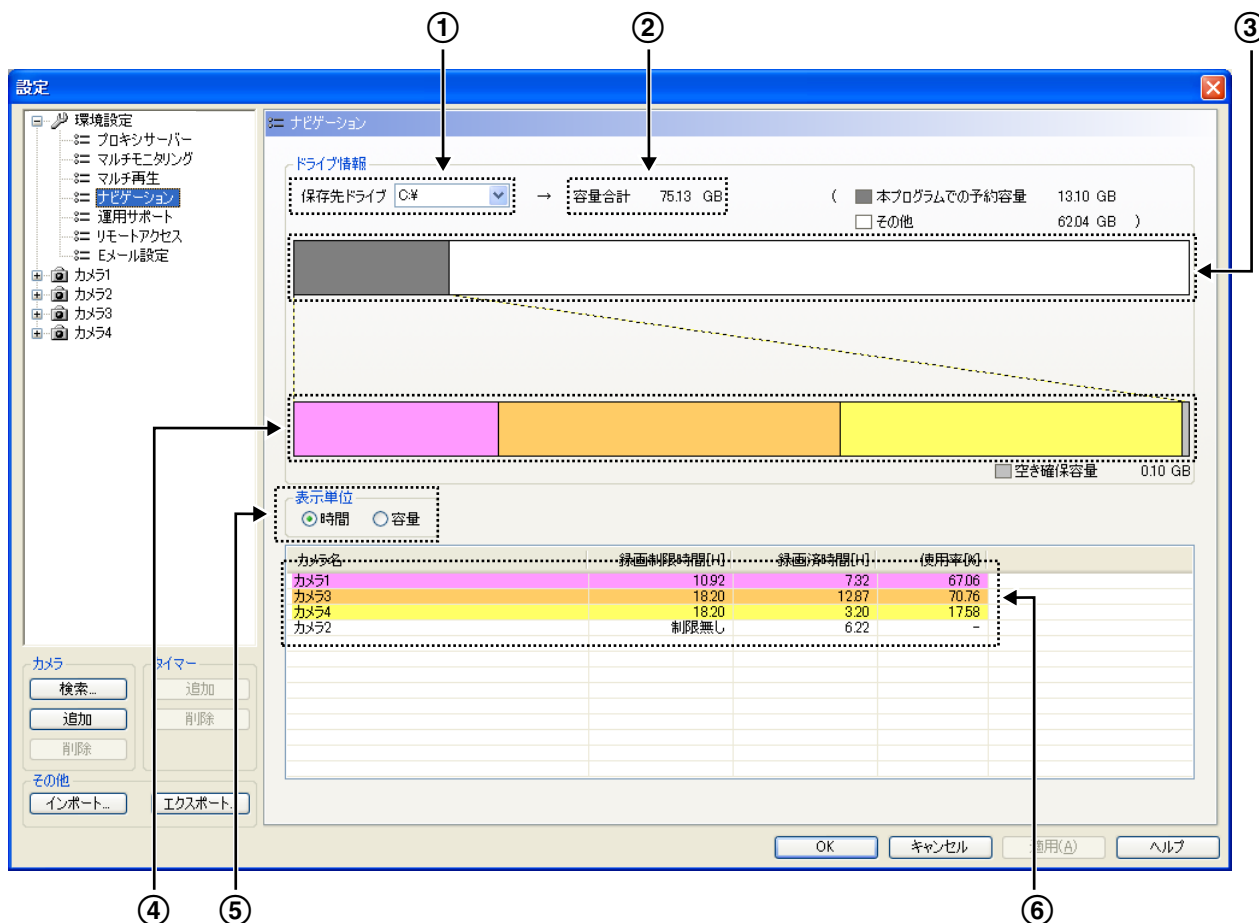 ① ② ③
設定
環境設定
プロキシサーバー
マルチモニタリング
マルチ再生
ナビゲーション
運用サポート
リモートアクセス
Eメール設定
カメラ1
カメラ2
カメラ3
カメラ4
カメラ
検索...
追加
削除
タイマー
追加
削除
その他
インポート...
エクスポート...
ナビゲーション
ドライブ情報
保存先ドライブ C:¥ → 容量合計 75.13 GB ( 本プログラムでの予約容量 13.10 GB
その他 62.04 GB )
空き確保容量 0.10 GB
表示単位
時間 容量
カメラ名 録画制限時間[H] 録画済時間[H] 使用率[%]
カメラ1 10.92 7.32 67.06
カメラ3 18.20 12.87 70.76
カメラ4 18.20 3.20 17.58
カメラ2 制限無し 6.22 -
OK キャンセル 適用(A) ヘルプ
④ ⑤ ⑥